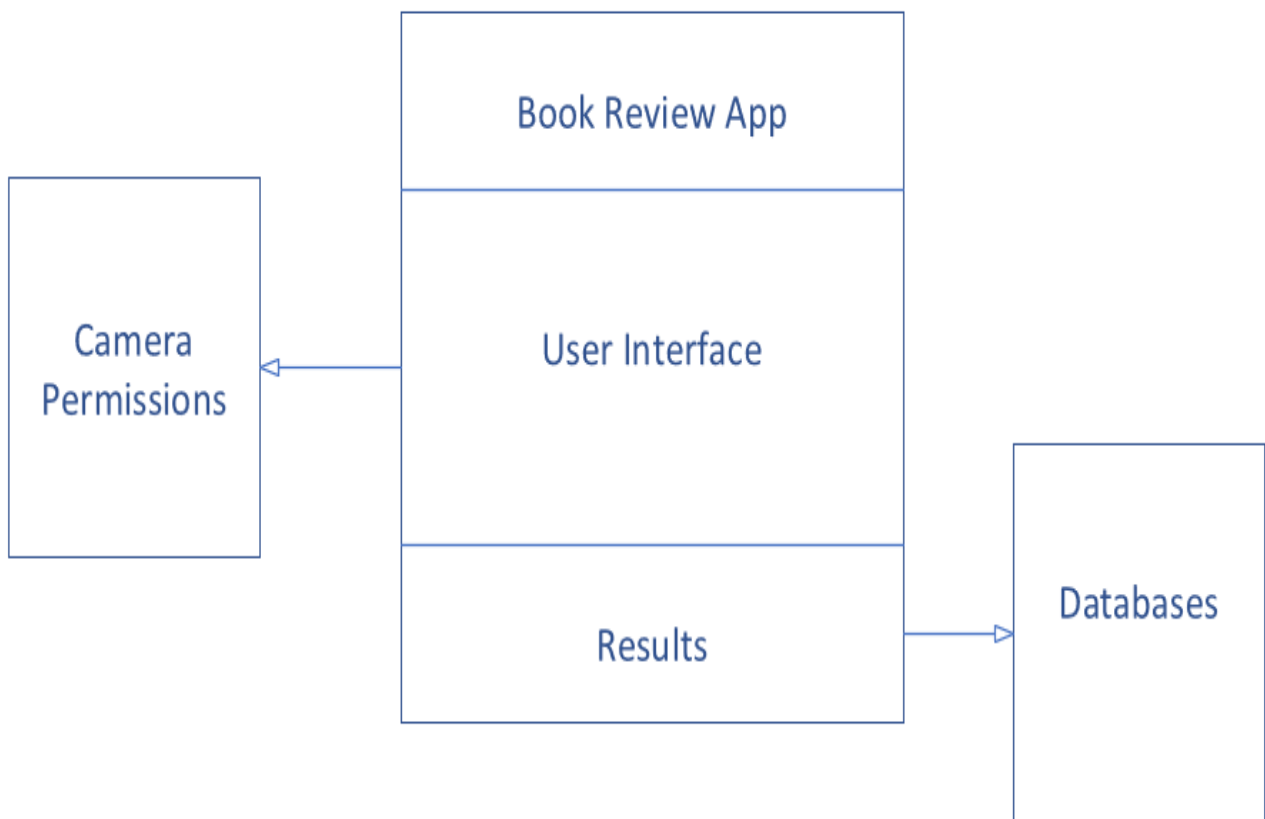 Book Review App
Camera
Permissions
User Interface
Databases
Results